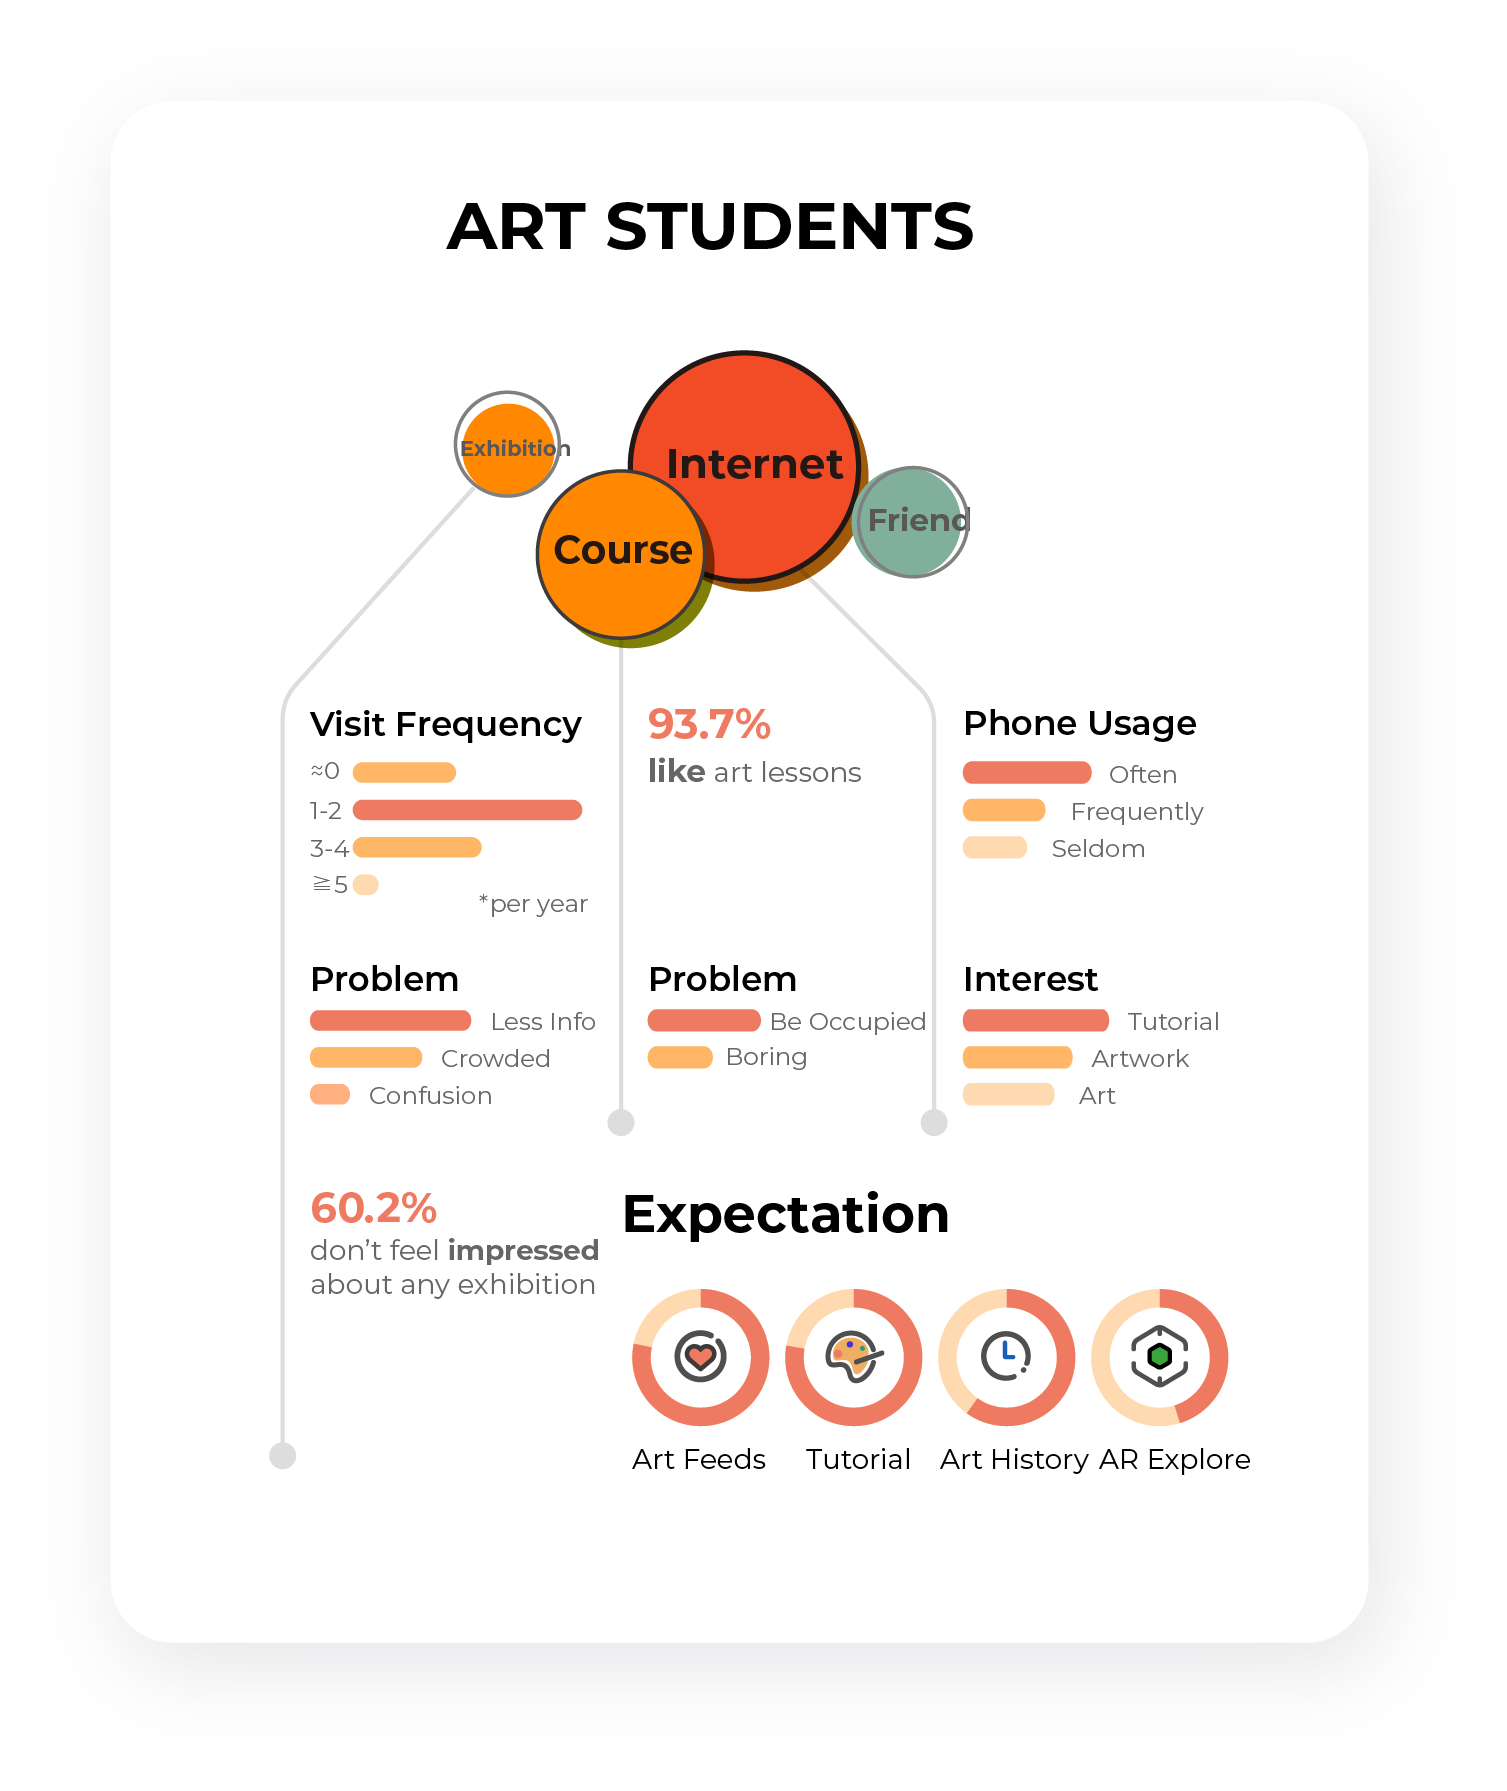 ART STUDENTS
Exhibition
Internet
Course
Friend
Visit Frequency
≈0
1-2
3-4
≧5
*per year
Problem
Less Info
Crowded
Confusion
60.2%
don’t feel impressed
about any exhibition
93.7%
like art lessons
Problem
Be Occupied
Boring
Phone Usage
Often
Frequently
Seldom
Interest
Tutorial
Artwork
Art
Expectation
Art Feeds
Tutorial
Art History
AR Explore